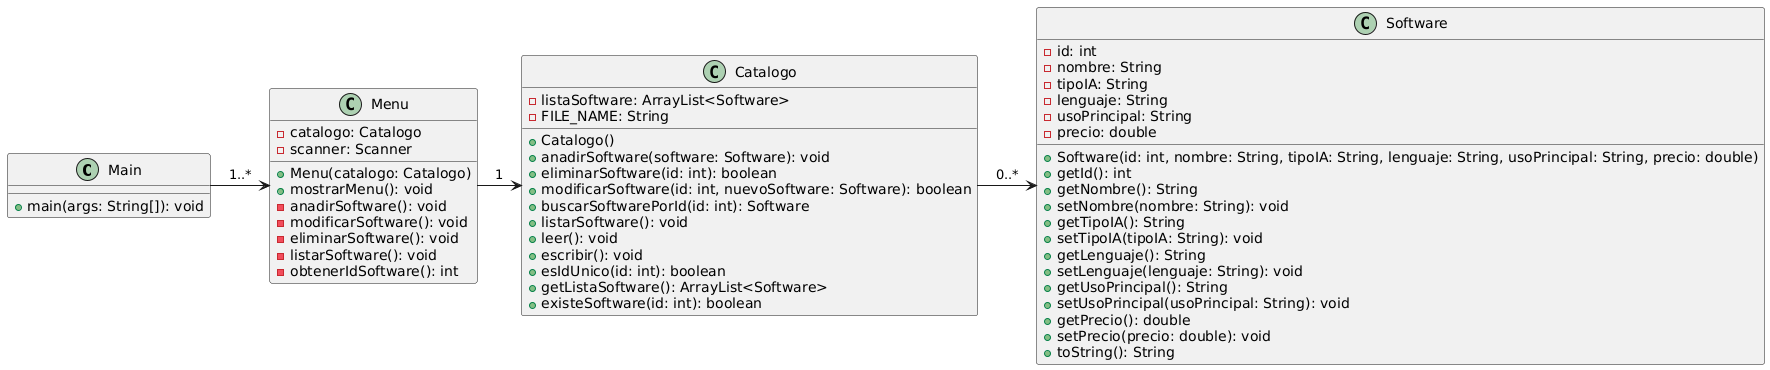 C Main
main(args: String[]): void
1..*
C Menu
catalogo: Catalogo
scanner: Scanner
Menu(catalogo: Catalogo)
mostrarMenu(): void
anadirSoftware(): void
modificarSoftware(): void
eliminarSoftware(): void
listarSoftware(): void
obtenerIdSoftware(): int
1
C Catalogo
listaSoftware: ArrayList<Software>
FILE_NAME: String
Catalogo()
anadirSoftware(software: Software): void
eliminarSoftware(id: int): boolean
modificarSoftware(id: int, nuevoSoftware: Software): boolean
buscarSoftwarePorId(id: int): Software
listarSoftware(): void
leer(): void
escribir(): void
esIdUnico(id: int): boolean
getListaSoftware(): ArrayList<Software>
existeSoftware(id: int): boolean
0..*
C Software
id: int
nombre: String
tipoIA: String
lenguaje: String
usoPrincipal: String
precio: double
Software(id: int, nombre: String, tipoIA: String, lenguaje: String, usoPrincipal: String, precio: double)
getId(): int
getNombre(): String
setNombre(nombre: String): void
getTipoIA(): String
setTipoIA(tipoIA: String): void
getLenguaje(): String
setLenguaje(lenguaje: String): void
getUsoPrincipal(): String
setUsoPrincipal(usoPrincipal: String): void
getPrecio(): double
setPrecio(precio: double): void
toString(): String